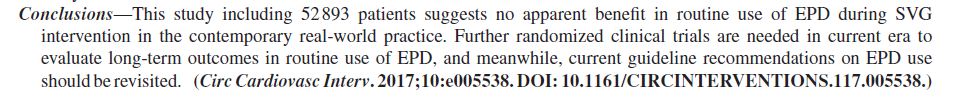 Conclusions—This study including 52 893 patients suggests no apparent benefit in routine use of EPD during SVG
intervention in the contemporary real-world practice. Further randomized clinical trials are needed in current era to
evaluate long-term outcomes in routine use of EPD, and meanwhile, current guideline recommendations on EPD use
should be revisited. (Circ Cardiovasc Interv. 2017;10:e005538. DOI: 10.1161/CIRCINTERVENTIONS.117.005538.)